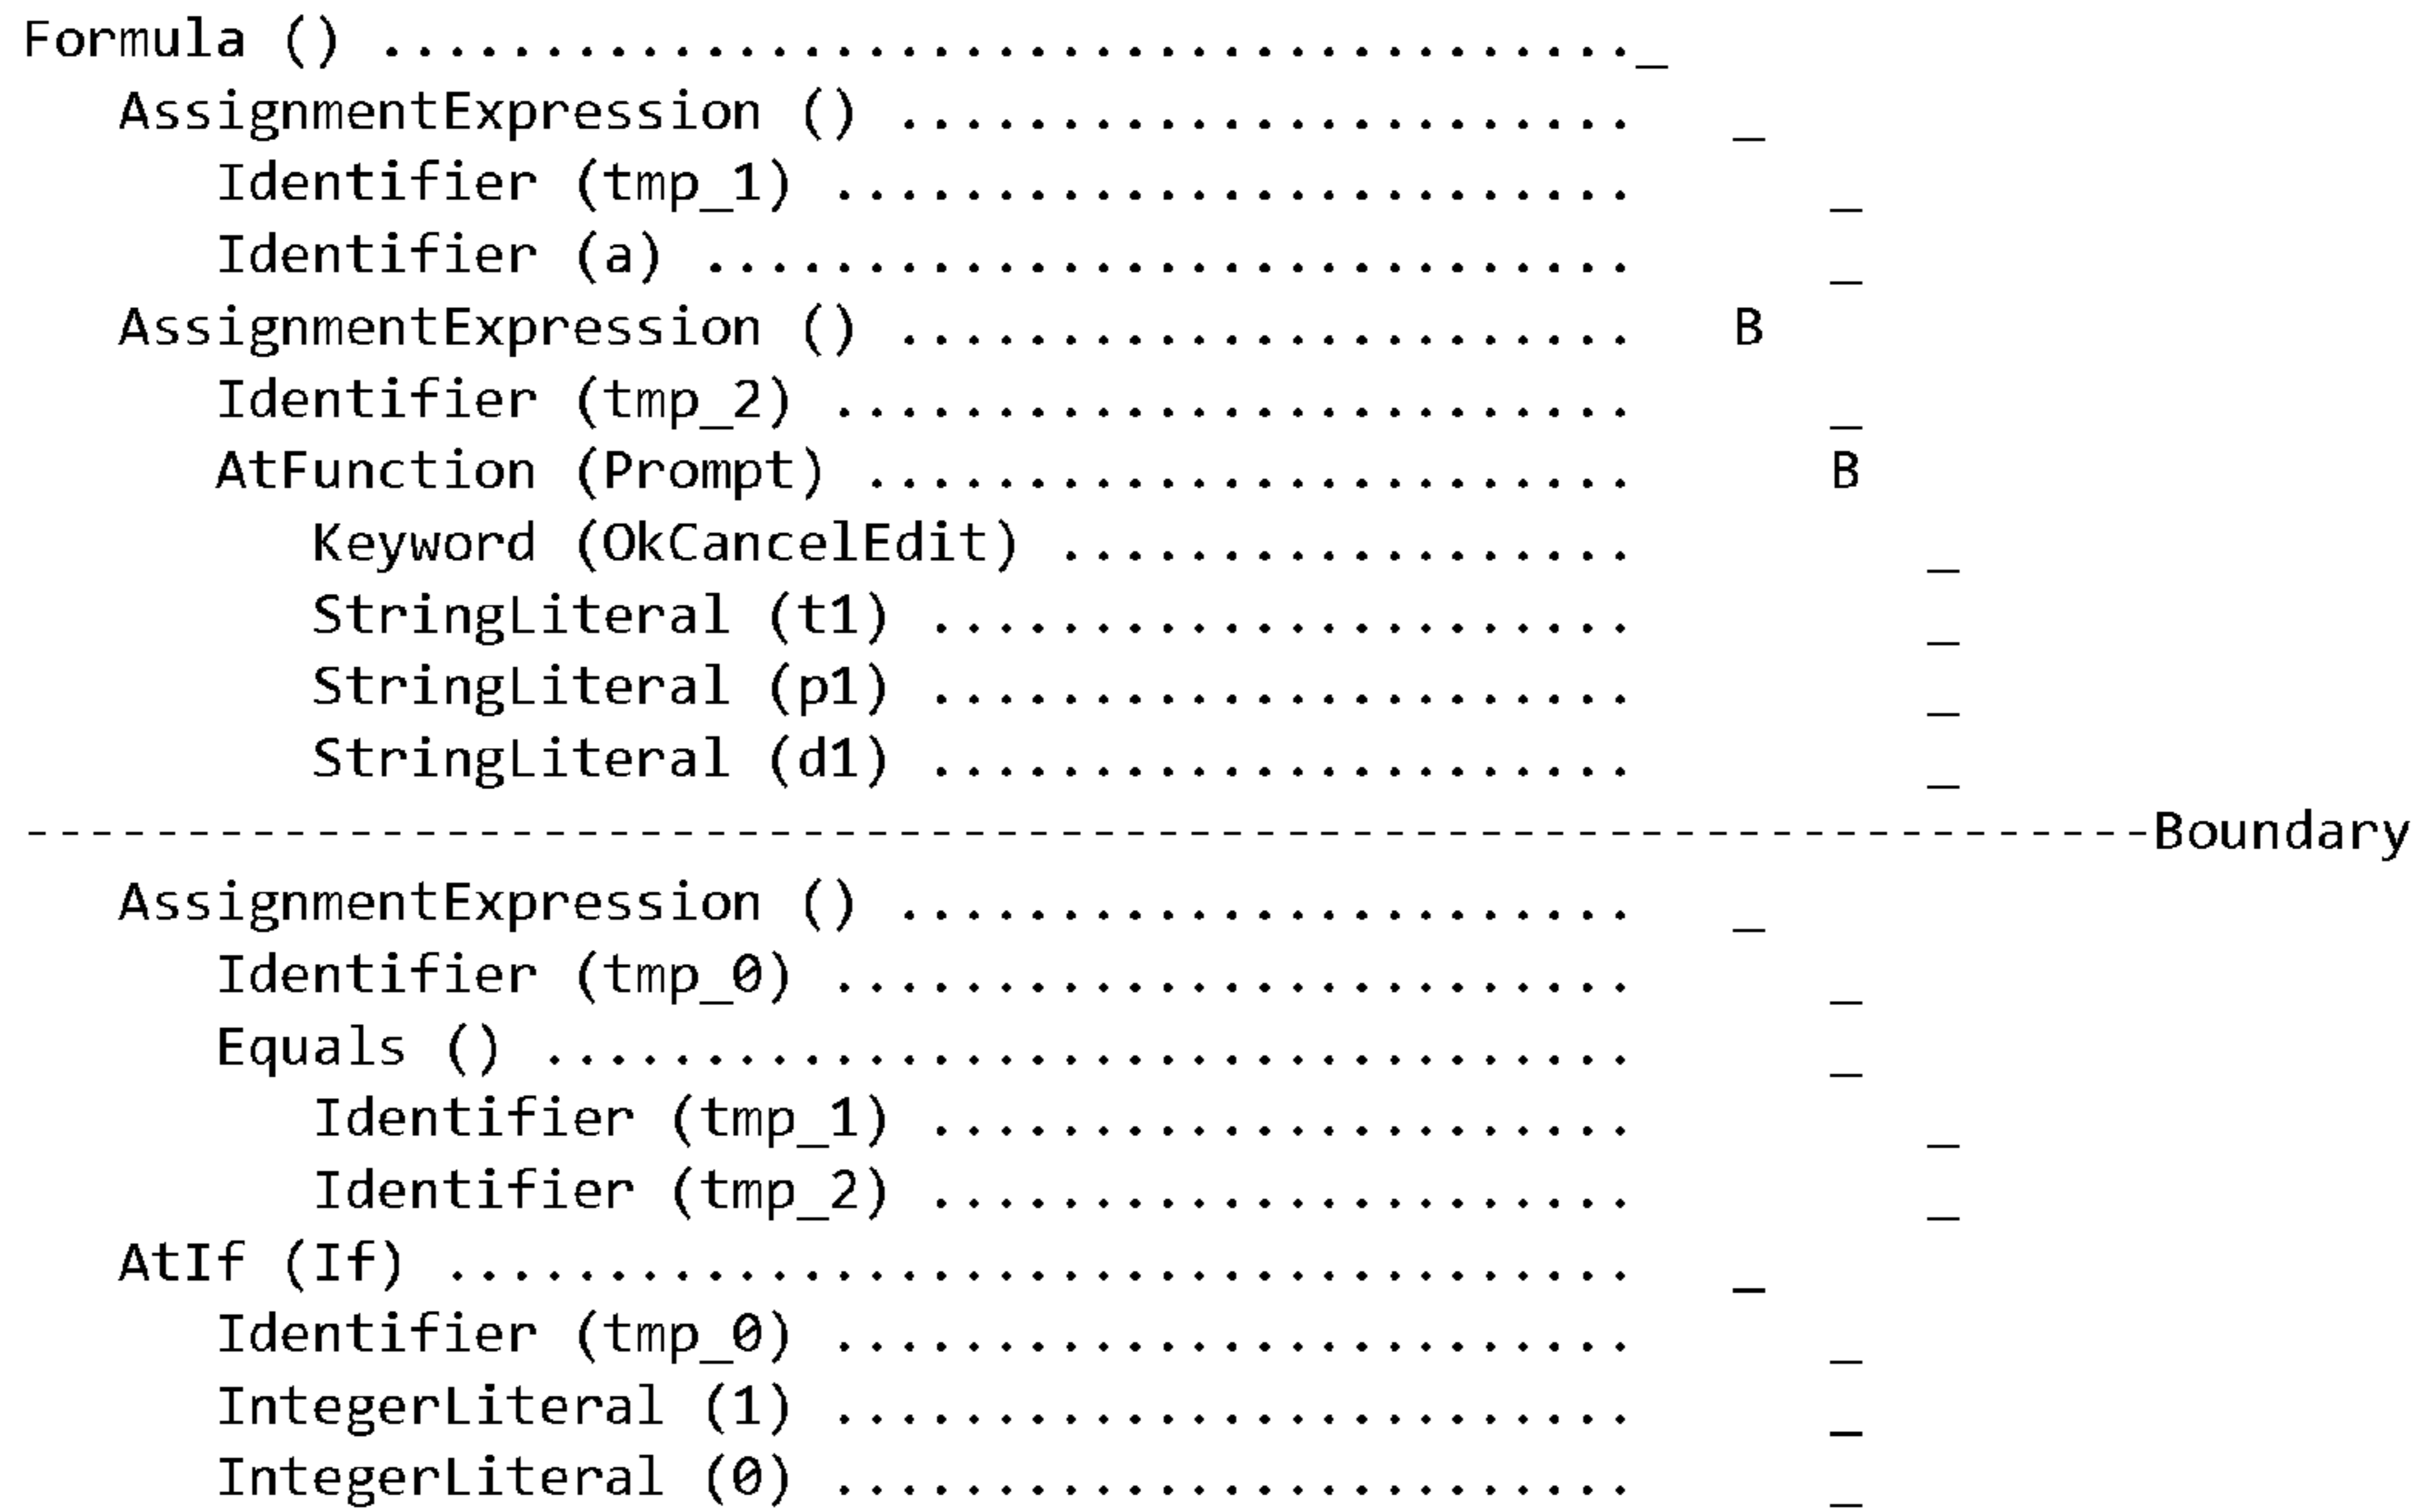 Formula () ......................................._
   AssignmentExpression () .......................   _
      Identifier (tmp_1) .........................      _
      Identifier (a) .............................      _
   AssignmentExpression () .......................   B
      Identifier (tmp_2) .........................      _
      AtFunction (Prompt) ........................      B
         Keyword (OkCancelEdit) ..................         _
         StringLiteral (t1) ......................         _
         StringLiteral (p1) ......................         _
         StringLiteral (d1) ......................         _
------------------------------------------------------------------Boundary
   AssignmentExpression () .......................   _
      Identifier (tmp_0) .........................      _
      Equals () ..................................      _
         Identifier (tmp_1) ......................         _
         Identifier (tmp_2) ......................         _
   AtIf (If) .....................................   _
      Identifier (tmp_0) .........................      _
      IntegerLiteral (1) .........................      _
      IntegerLiteral (0) .........................      _